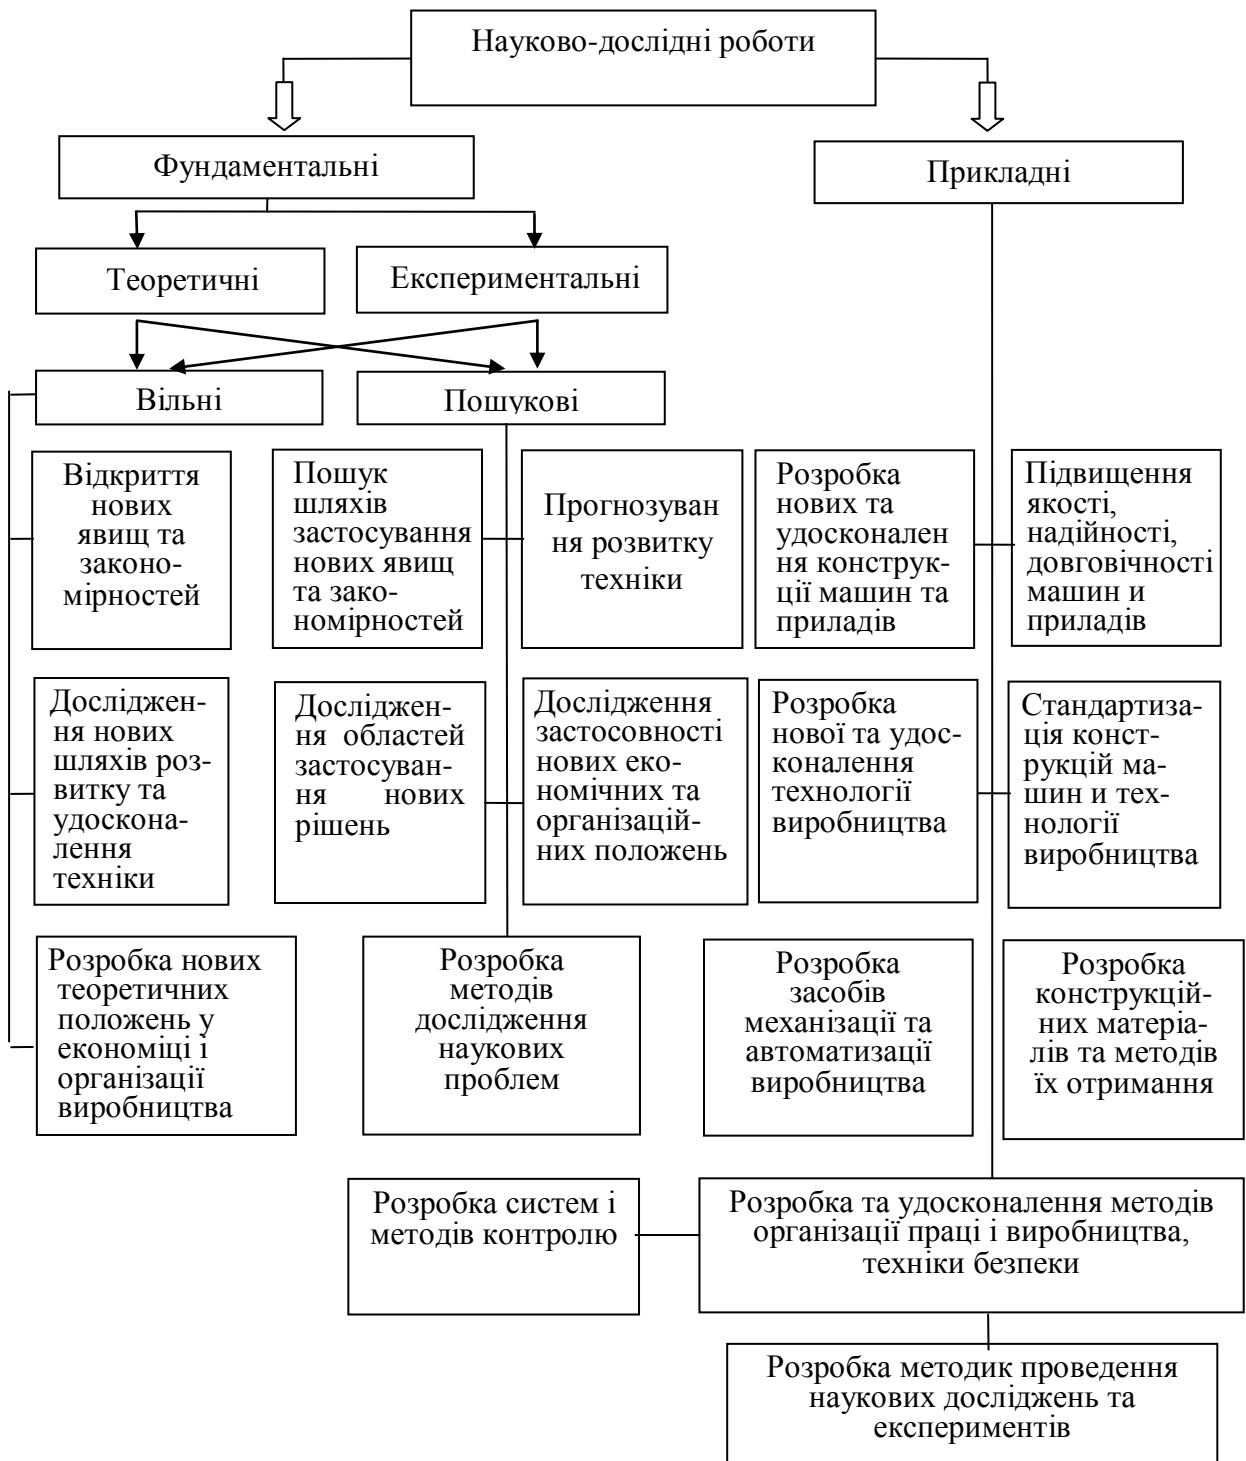 Науково-дослідні роботи
Фундаментальні
Прикладні
Теоретичні
Експериментальні
Вільні
Пошукові
Відкриття
нових
явищ та
законо-
мірностей
Пошук
шляхів
застосування
нових явищ
та зако-
номірностей
Прогнозуван
ня розвитку
техніки
Розробка
нових та
удосконален
ня конструк-
ції машин та
приладів
Підвищення
якості,
надійності,
довговічності
машин и
приладів
Досліджен-
ня нових
шляхів роз-
витку та
удоскона-
лення
техніки
Досліджен-
ня областей
застосуван-
ня нових
рішень
Дослідження
застосовності
нових еко-
номічних та
організацій-
них положень
Розробка
нової та удос-
коналення
технології
виробництва
Стандартиза-
ція конст-
рукцій ма-
шин и тех-
нології
виробництва
Розробка нових
теоретичних
положень у
економіці і
організації
виробництва
Розробка
методів
дослідження
наукових
проблем
Розробка
засобів
механізації та
автоматизації
виробництва
Розробка
конструкцій-
них матеріа-
лів та методів
їх отримання
Розробка систем і
методів контролю
Розробка та удосконалення методів
організації праці і виробництва,
техніки безпеки
Розробка методик проведення
наукових досліджень та
експериментів